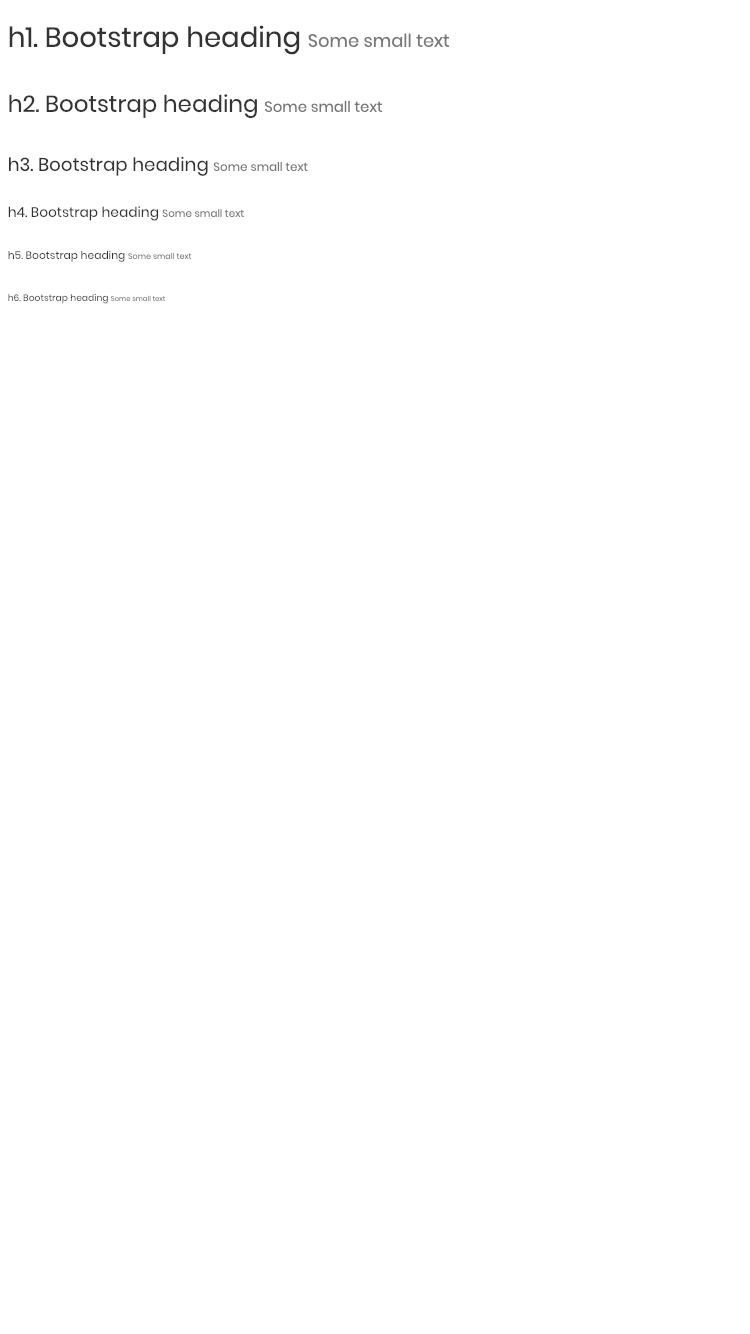 h1. Bootstrap heading Some small text
h2. Bootstrap heading Some small text
h3. Bootstrap heading Some small text
h4. Bootstrap heading Some small text
h5. Bootstrap heading Some small text
h6. Bootstrap heading Some small text